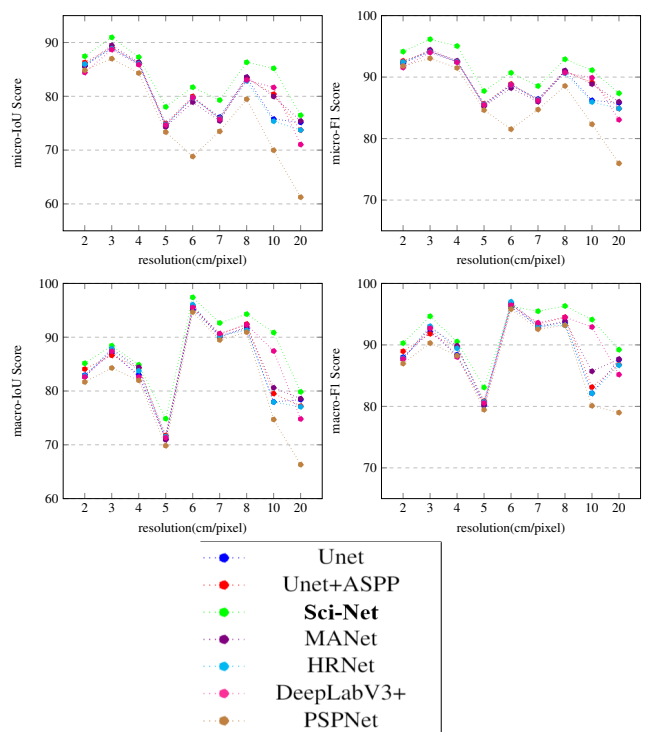 90
80
70
60
micro-IoU Score
2 3 4 5 6 7 8 10 20
resolution(cm/pixel)
100
90
80
70
micro-F1 Score
2 3 4 5 6 7 8 10 20
resolution(cm/pixel)
100
90
80
70
60
macro-IoU Score
2 3 4 5 6 7 8 10 20
resolution(cm/pixel)
100
90
80
70
macro-F1 Score
2 3 4 5 6 7 8 10 20
resolution(cm/pixel)
Unet
Unet+ASPP
Sci-Net
MANet
HRNet
DeepLabV3+
PSPNet